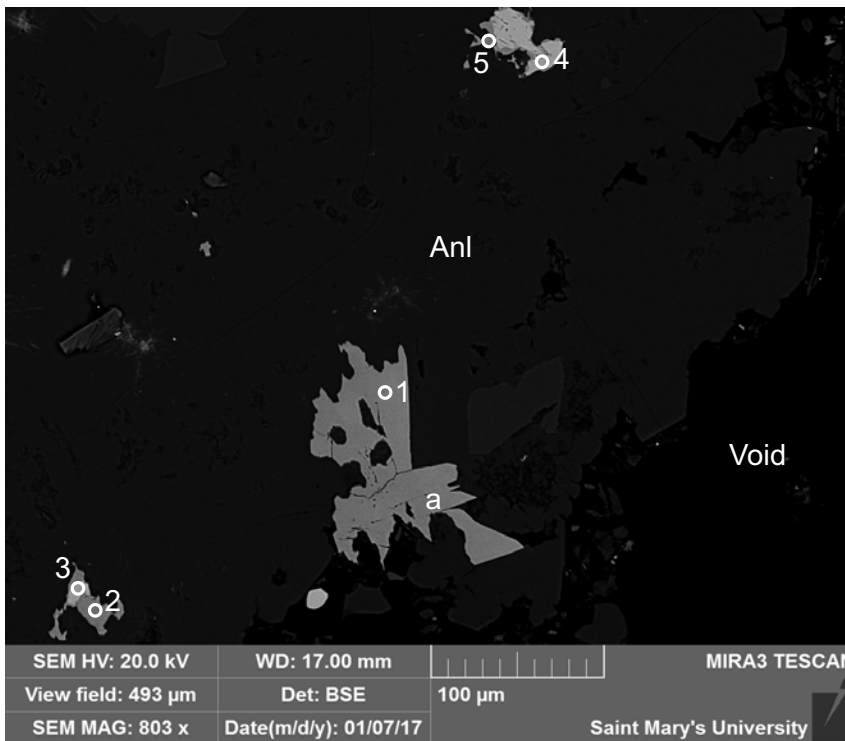 5
4
Anl
1
Void
a
3
2
SEM HV: 20.0 kV
WD: 17.00 mm
MIRA3 TESCAN
View field: 493 µm
Det: BSE
100 µm
SEM MAG: 803 x
Date(m/d/y): 01/07/17
Saint Mary's University